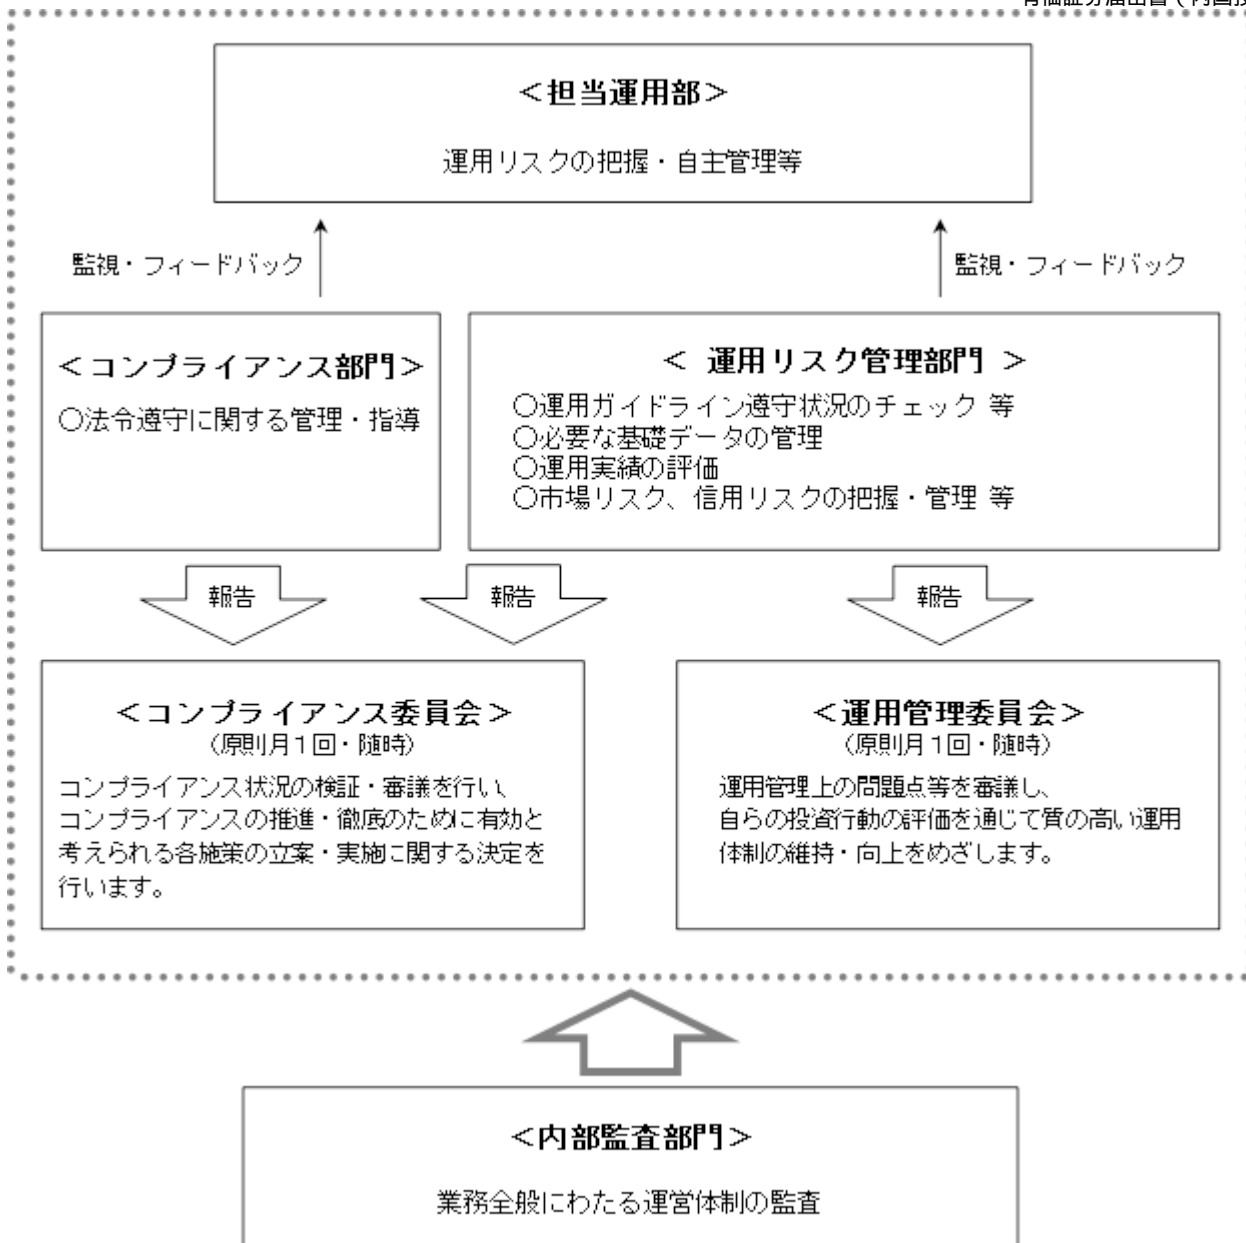 ＜担当運用部＞
運用リスクの把握・自主管理等
監視・フィードバック
監視・フィードバック
＜コンプライアンス部門＞
〇法令遵守に関する管理・指導
＜ 運用リスク管理部門 ＞
〇運用ガイドライン遵守状況のチェック 等
〇必要な基礎データの管理
〇運用実績の評価
〇市場リスク、信用リスクの把握・管理 等
報告
報告
報告
＜コンプライアンス委員会＞
（原則月１回・随時）
コンプライアンス状況の検証・審議を行い、
コンプライアンスの推進・徹底のために有効と
考えられる各施策の立案・実施に関する決定を
行います。
＜運用管理委員会＞
（原則月１回・随時）
運用管理上の問題点等を審議し、
自らの投資行動の評価を通じて質の高い運用
体制の維持・向上をめざします。
＜内部監査部門＞
業務全般にわたる運営体制の監査